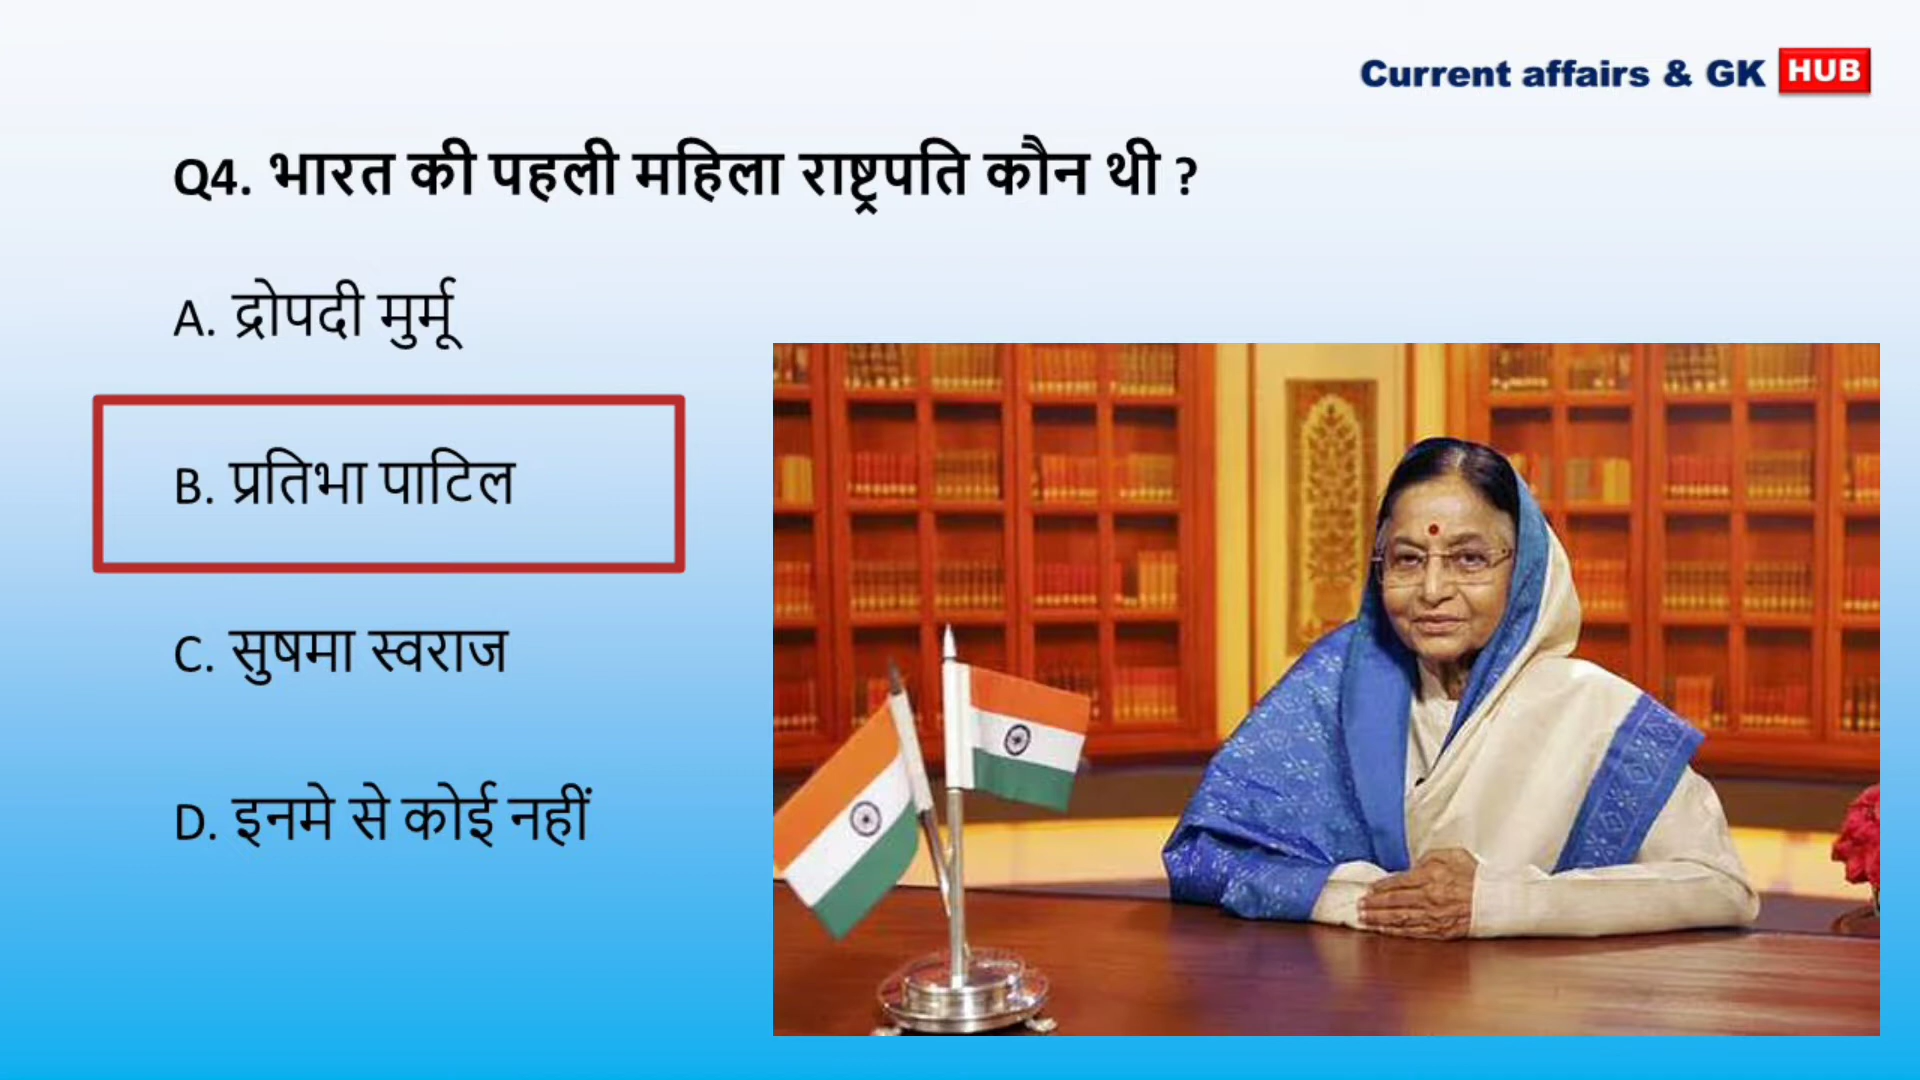 Current affairs & GK HUB
Q4. भारत की पहली महिला राष्ट्रपति कौन थी ?
A. द्रोपदी मुर्मू
B. प्रतिभा पाटिल
C. सुषमा स्वराज
D. इनमे से कोई नहीं